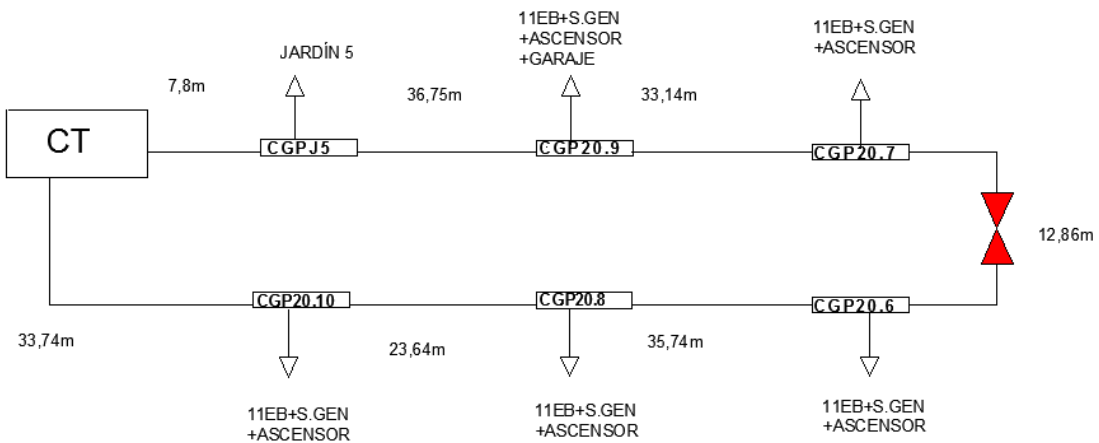 11EB+S.GEN
+ASCENSOR
+GARAJE
11EB+S.GEN
+ASCENSOR
JARDÍN 5
7,8m
36,75m
33,14m
CT
CGPJ5
CGP20.9
CGP20.7
12,86m
CGP20.10
CGP20.8
CGP20.6
33,74m
23,64m
35,74m
11EB+S.GEN
+ASCENSOR
11EB+S.GEN
+ASCENSOR
11EB+S.GEN
+ASCENSOR